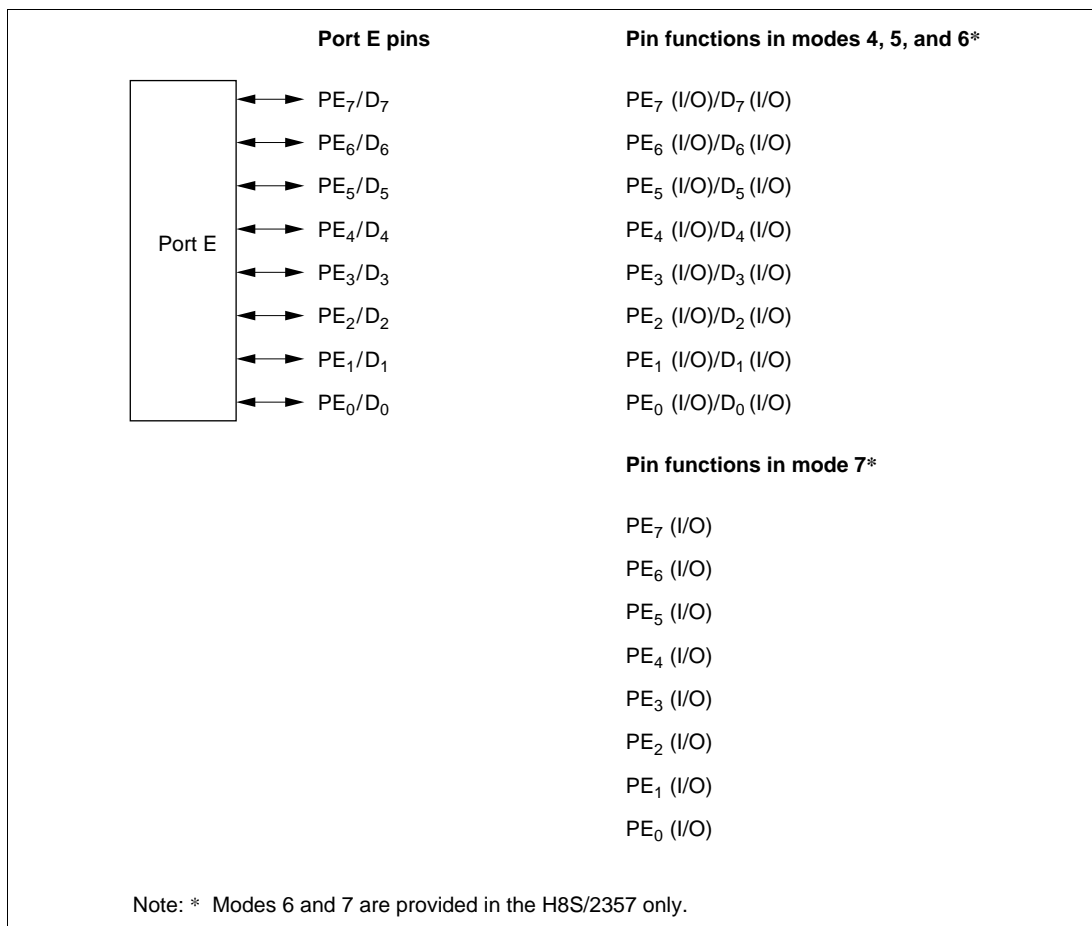 Port E pins Pin functions in modes 4, 5, and 6*
PE7/D7 PE7 (I/O)/D7 (I/O)
PE6/D6 PE6 (I/O)/D6 (I/O)
PE5/D5 PE5 (I/O)/D5 (I/O)
PE4/D4 PE4 (I/O)/D4 (I/O)
Port E
PE3/D3 PE3 (I/O)/D3 (I/O)
PE2/D2 PE2 (I/O)/D2 (I/O)
PE1/D1 PE1 (I/O)/D1 (I/O)
PE0/D0 PE0 (I/O)/D0 (I/O)
Pin functions in mode 7*
PE7 (I/O)
PE6 (I/O)
PE5 (I/O)
PE4 (I/O)
PE3 (I/O)
PE2 (I/O)
PE1 (I/O)
PE0 (I/O)
Note: * Modes 6 and 7 are provided in the H8S/2357 only.